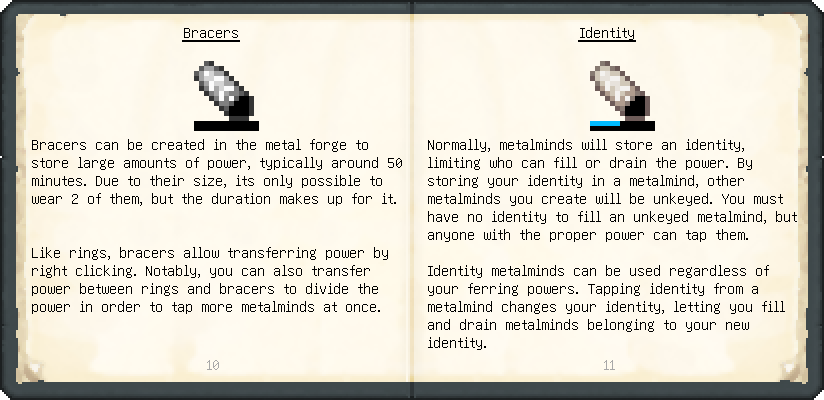 Bracers
Bracers can be created in the metal forge to
store large amounts of power, typically around 50
minutes. Due to their size, its only possible to
wear 2 of them, but the duration makes up for it.
Like rings, bracers allow transferring power by
right clicking. Notably, you can also transfer
power between rings and bracers to divide the
power in order to tap more metalminds at once.
10
Identity
Normally, metalminds will store an identity,
limiting who can fill or drain the power. By
storing your identity in a metalmind, other
metalminds you create will be unkeyed. You must
have no identity to fill an unkeyed metalmind, but
anyone with the proper power can tap them.
Identity metalminds can be used regardless of
your ferring powers. Tapping identity from a
metalmind changes your identity, letting you fill
and drain metalminds belonging to your new
identity.
11